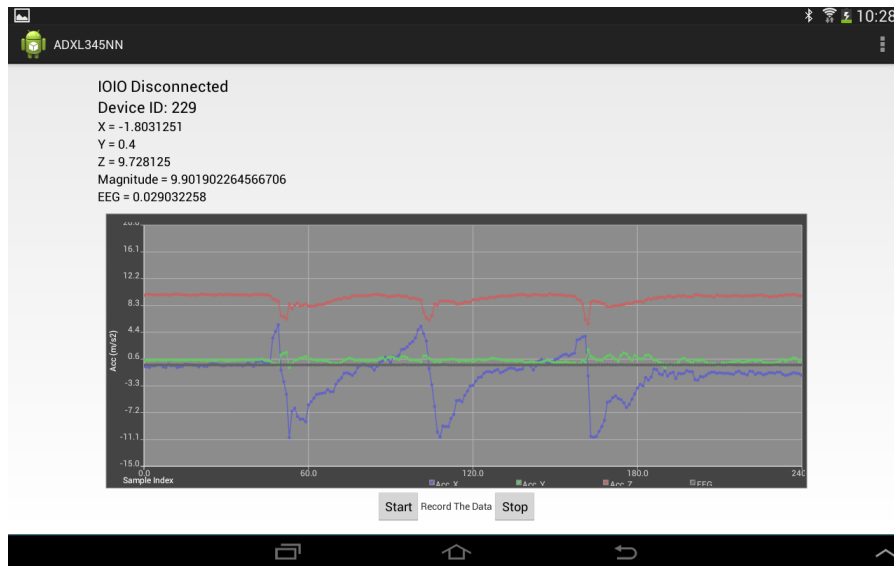 10:28
ADXL345NN
IOIO Disconnected
Device ID: 229
X = -1.8031251
Y = 0.4
Z = 9.728125
Magnitude = 9.901902264566706
EEG = 0.029032258
20.0
16.1
12.2
8.3
4.4
0.6
-3.3
-7.2
-11.1
-15.0
Acc (m/s2)
0.0 60.0 120.0 180.0 240
Sample Index Acc X Acc Y Acc Z EEG
Start Record The Data Stop